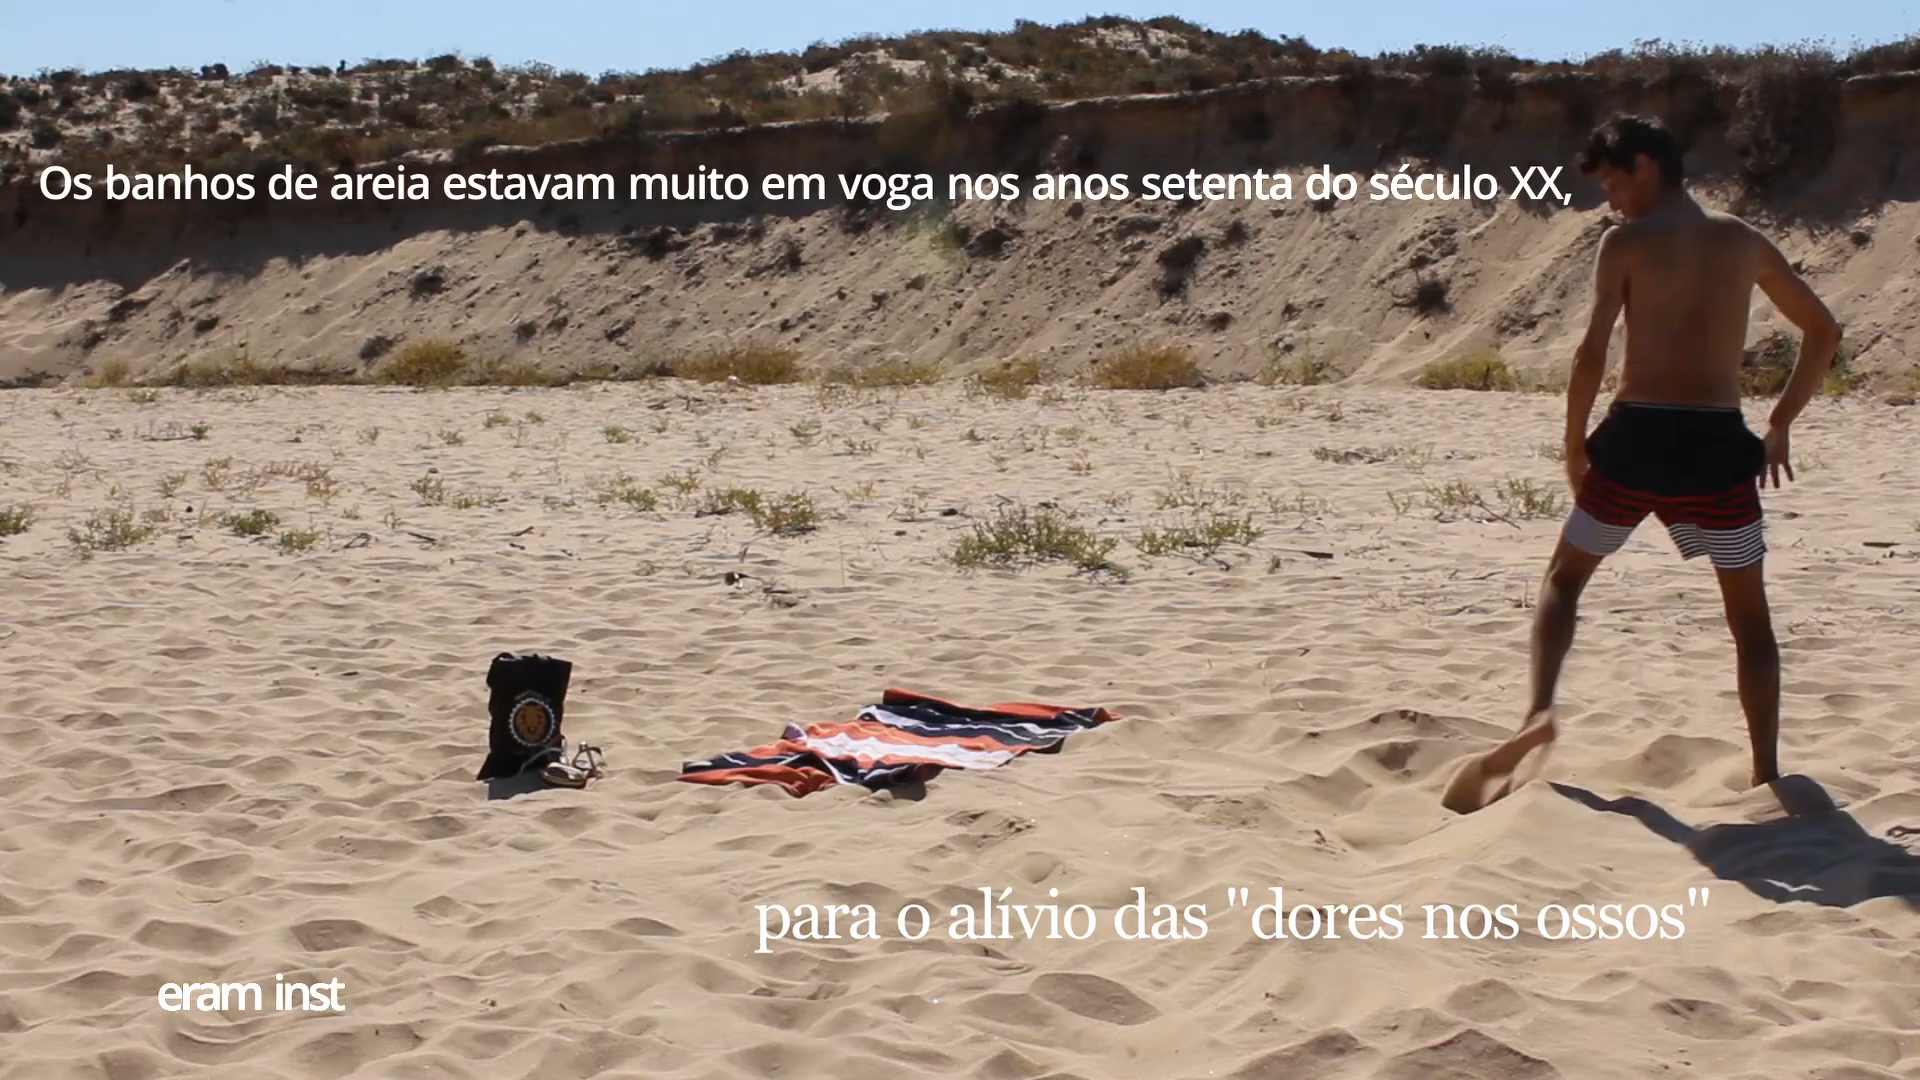 Os banhos de areia estavam muito em voga nos anos setenta do século XX,
para o alívio das "dores nos ossos"
eram inst